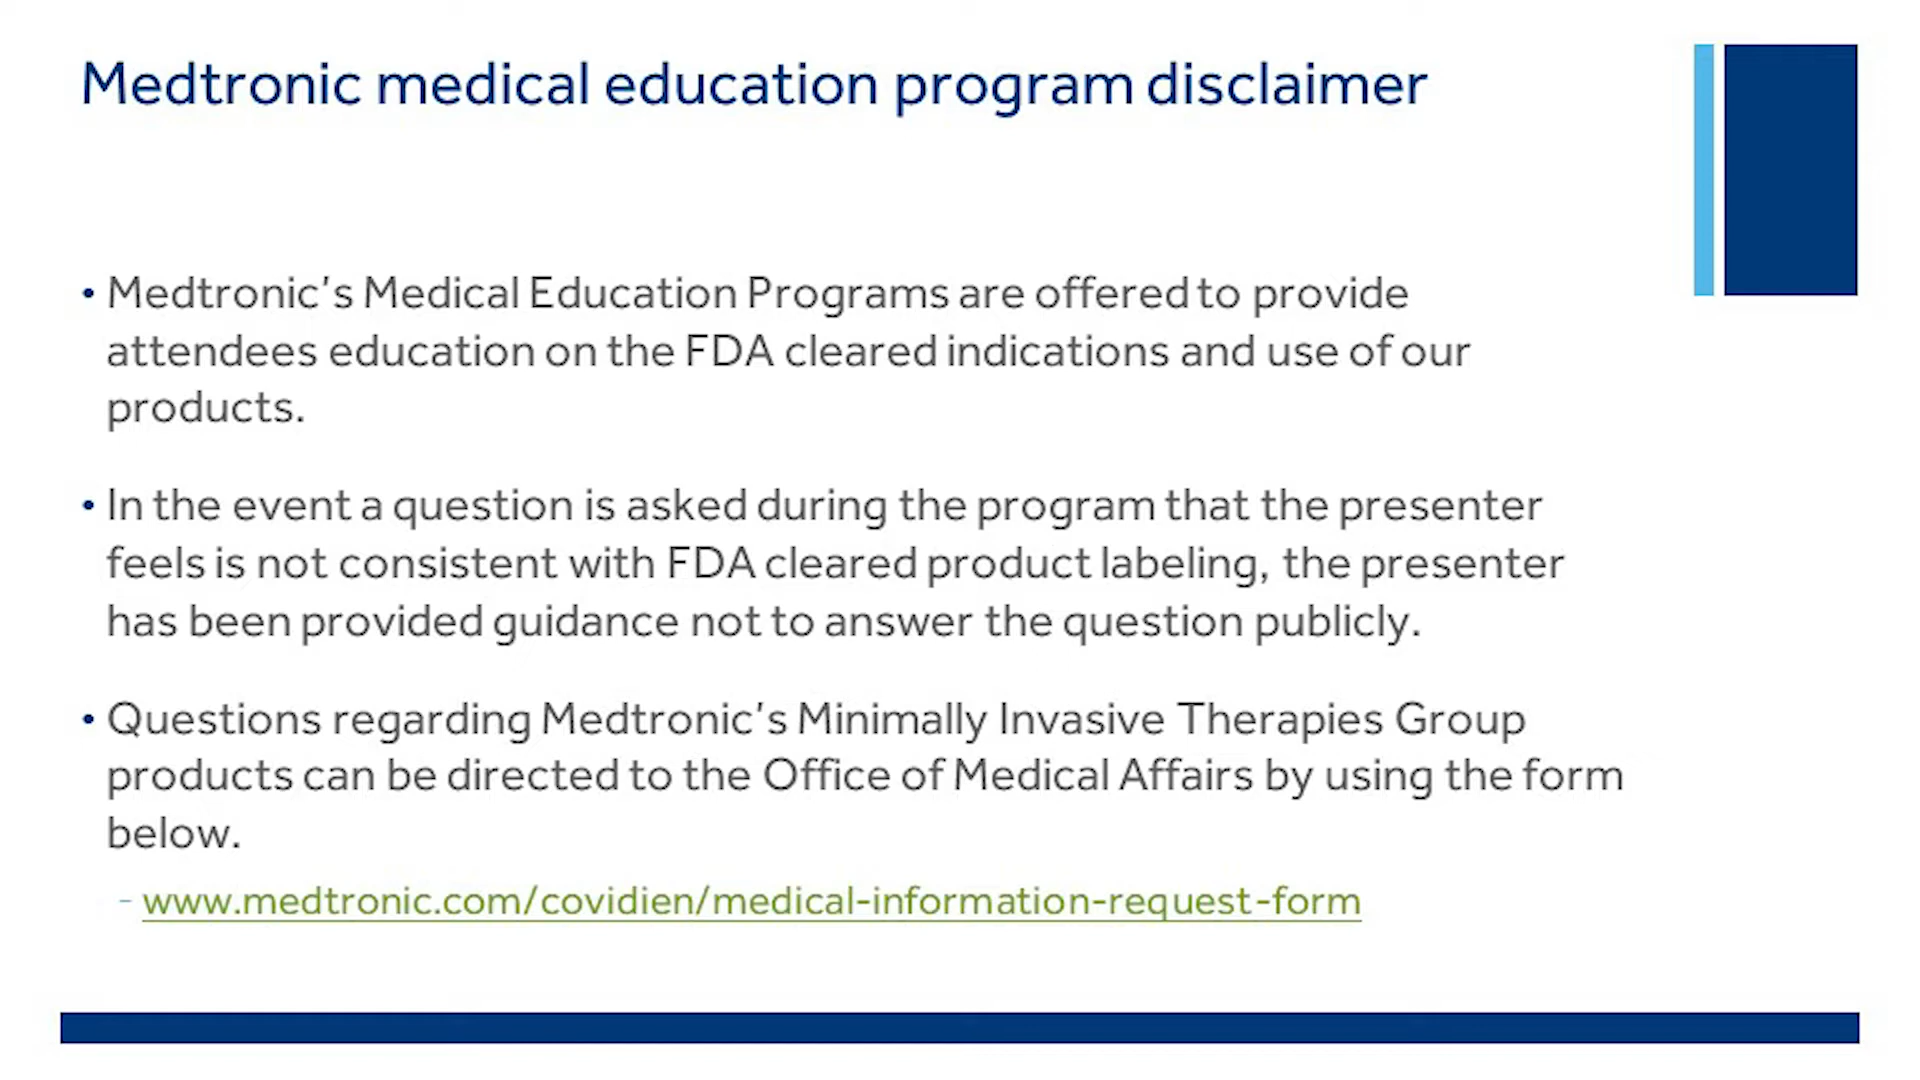 Medtronic medical education program disclaimer
• Medtronic's Medical Education Programs are offered to provide
attendees education on the FDA cleared indications and use of our
products.
• In the event a question is asked during the program that the presenter
feels is not consistent with FDA cleared product labeling, the presenter
has been provided guidance not to answer the question publicly.
• Questions regarding Medtronic's Minimally Invasive Therapies Group
products can be directed to the Office of Medical Affairs by using the form
below.
- www.medtronic.com/covidien/medical-information-request-form